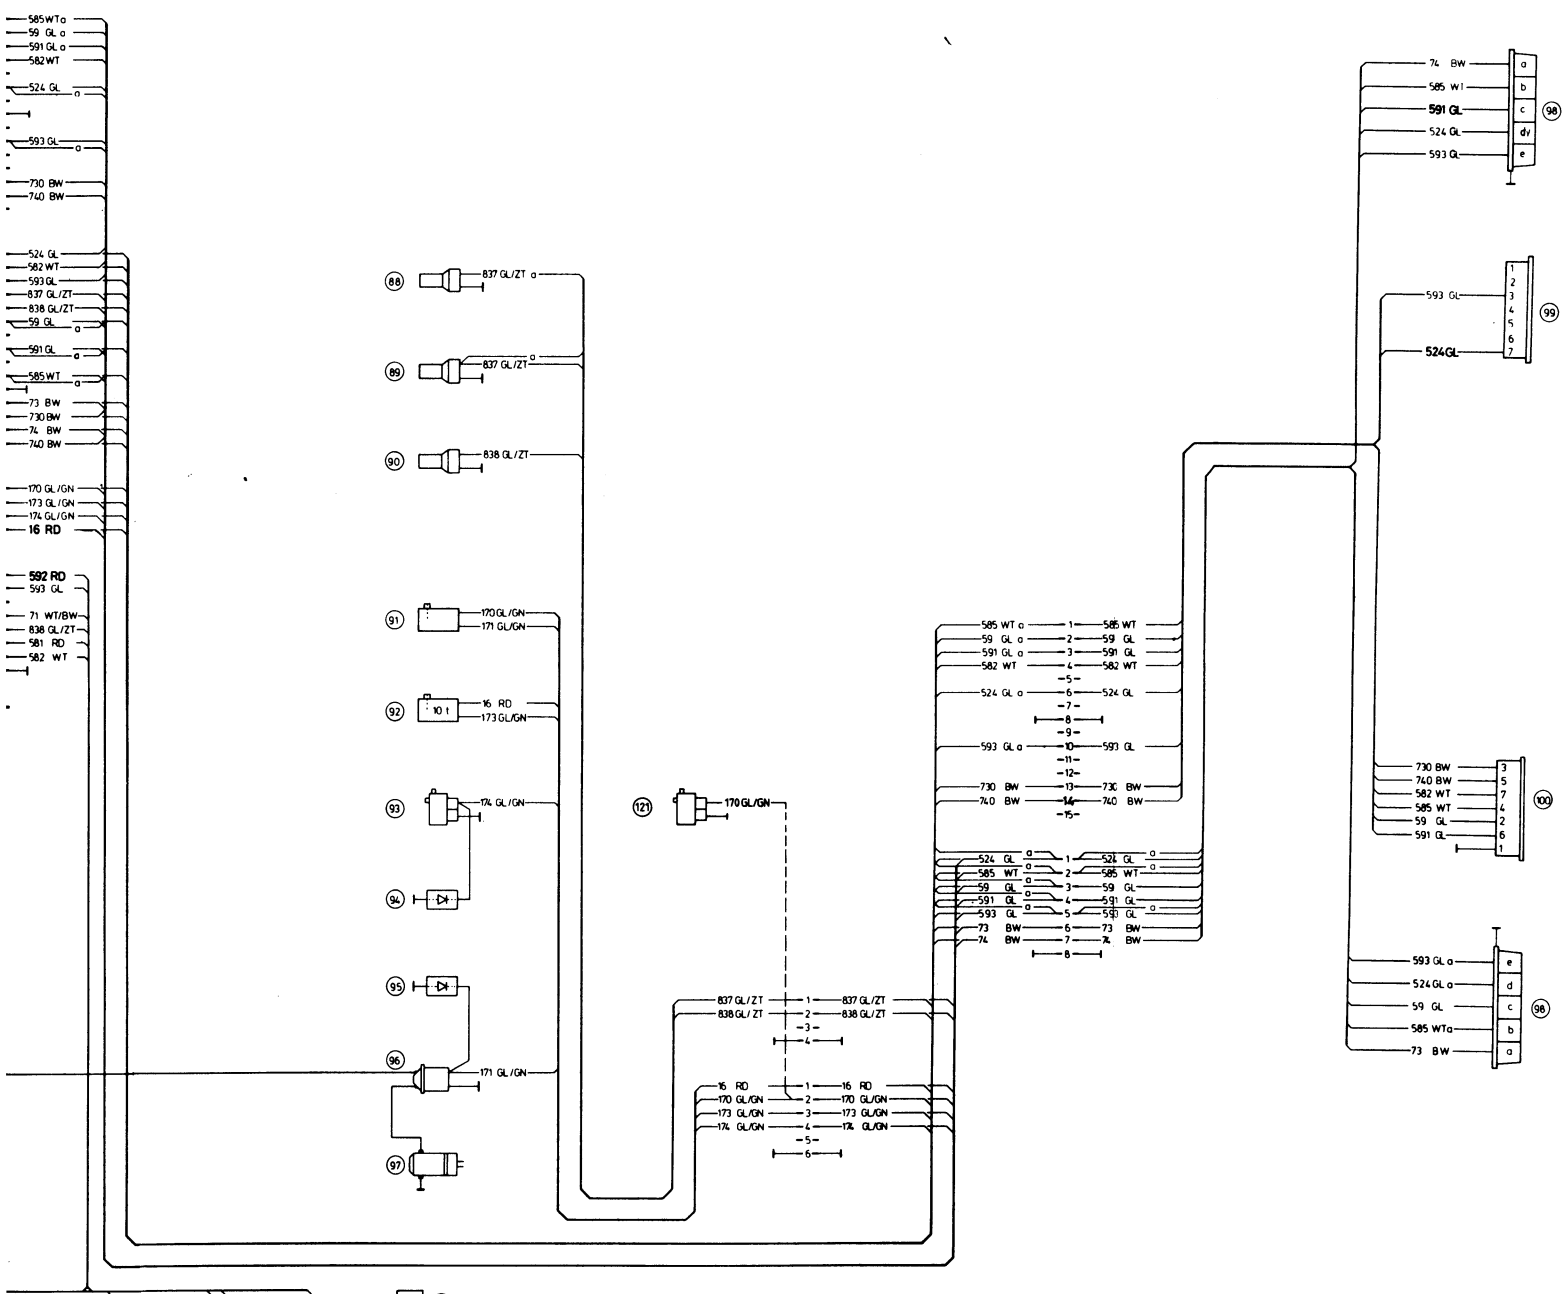 585 WT a
59 GL a
591 GL a
582 WT
524 GL
a
593 GL
a
730 BW
740 BW
524 GL
582 WT
593 GL
837 GL/ZT
838 GL/ZT
59 GL
a
591 GL
a
585 WT
a
73 BW
730 BW
74 BW
740 BW
170 GL/GN
173 GL/GN
174 GL/GN
16 RD
592 RD
593 GL
71 WT/BW
838 GL/ZT
581 RD
582 WT
88
837 GL/ZT a
89
a
837 GL/ZT
90
838 GL/ZT
91
170 GL/GN
171 GL/GN
92
10 t
16 RD
173 GL/GN
93
174 GL/GN
94
95
96
171 GL/GN
97
121
170 GL/GN
837 GL/ZT 1 837 GL/ZT
838 GL/ZT 2 838 GL/ZT
3
4
16 RD 1 16 RD
170 GL/GN 2 170 GL/GN
173 GL/GN 3 173 GL/GN
174 GL/GN 4 174 GL/GN
5
6
585 WT a 1 585 WT
59 GL a 2 59 GL
591 GL a 3 591 GL
582 WT 4 582 WT
5
524 GL a 6 524 GL
7
8
9
593 GL a 10 593 GL
11
12
730 BW 13 730 BW
740 BW 14 740 BW
15
a a
524 GL 1 524 GL
a a
585 WT 2 585 WT
a
59 GL 3 59 GL
a
591 GL 4 591 GL
a a
593 GL 5 593 GL
73 BW 6 73 BW
74 BW 7 74 BW
8
74 BW a
585 WT b
591 GL c
524 GL dv
593 GL e
98
1
2
593 GL 3
4
5
6
524 GL 7
99
730 BW 3
740 BW 5
582 WT 7
585 WT 4
59 GL 2
591 GL 6
1
100
593 GL a e
524 GL a d
59 GL c
585 WT a b
73 BW a
98